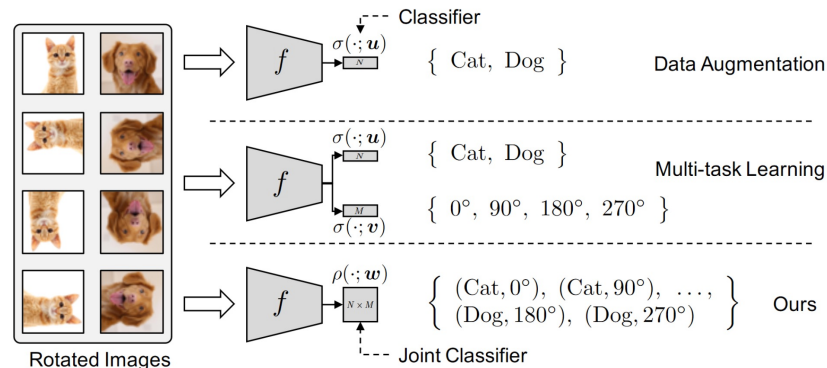 Classifier
σ(·; u)
f
N
{ Cat, Dog }
Data Augmentation
σ(·; u)
f
N
{ Cat, Dog }
Multi-task Learning
M
{ 0°, 90°, 180°, 270° }
σ(·; v)
ρ(·; w)
f
N × M
{ (Cat, 0°), (Cat, 90°), ...,
(Dog, 180°), (Dog, 270°) }
Ours
Rotated Images
Joint Classifier